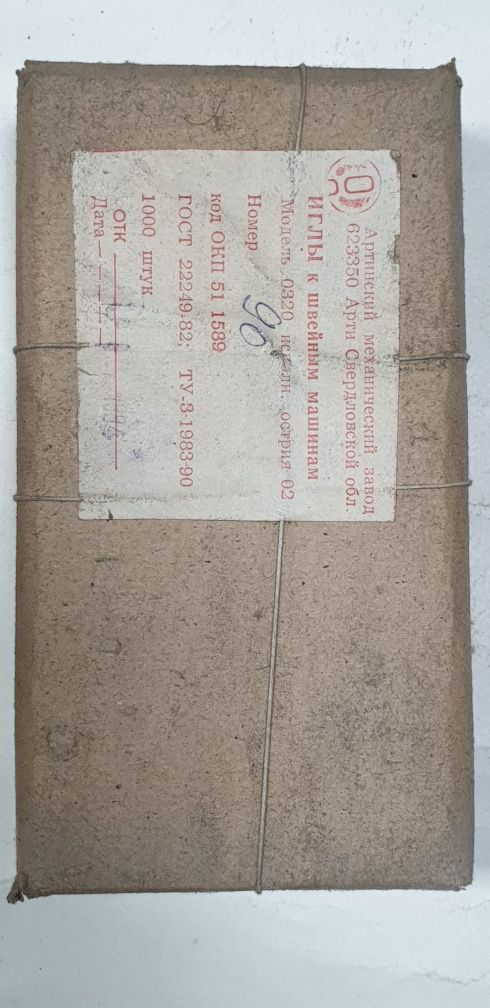 Артинский механический завод
623350 Арти Свердловской обл.
ИГЛЫ к швейным машинам
Модель 0320 исполн. острия 02
Номер 90
код ОКП 51 1589
ГОСТ 22249-82; ТУ-3-1983-90
1000 штук
ОТК
Дата